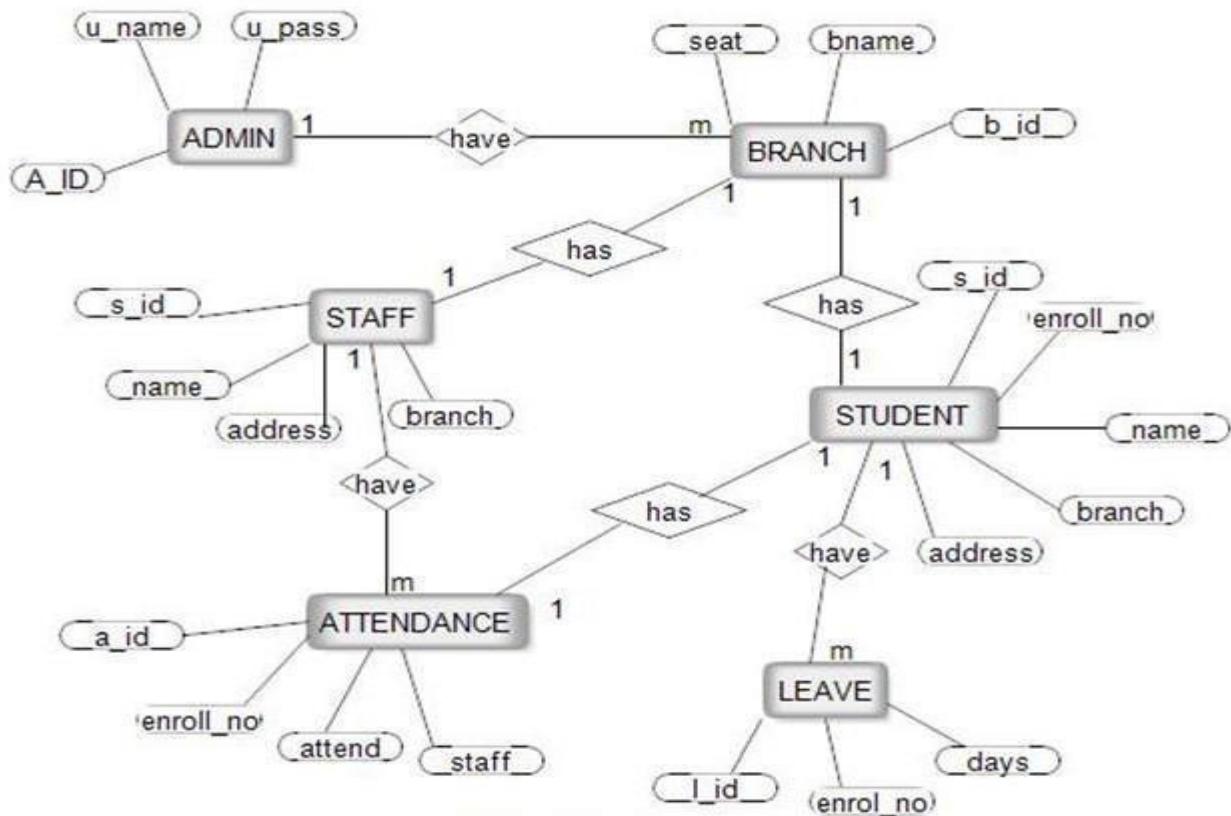 u_name
u_pass
seat
bname
ADMIN
1
have
m
BRANCH
b_id
A_ID
1
1
has
1
s_id
STAFF
has
s_id
enroll_no
1
name
address
branch
1
STUDENT
name
1
1
have
has
branch
have
address
m
1
a_id
ATTENDANCE
m
LEAVE
enroll_no
attend
staff
days
l_id
enrol_no